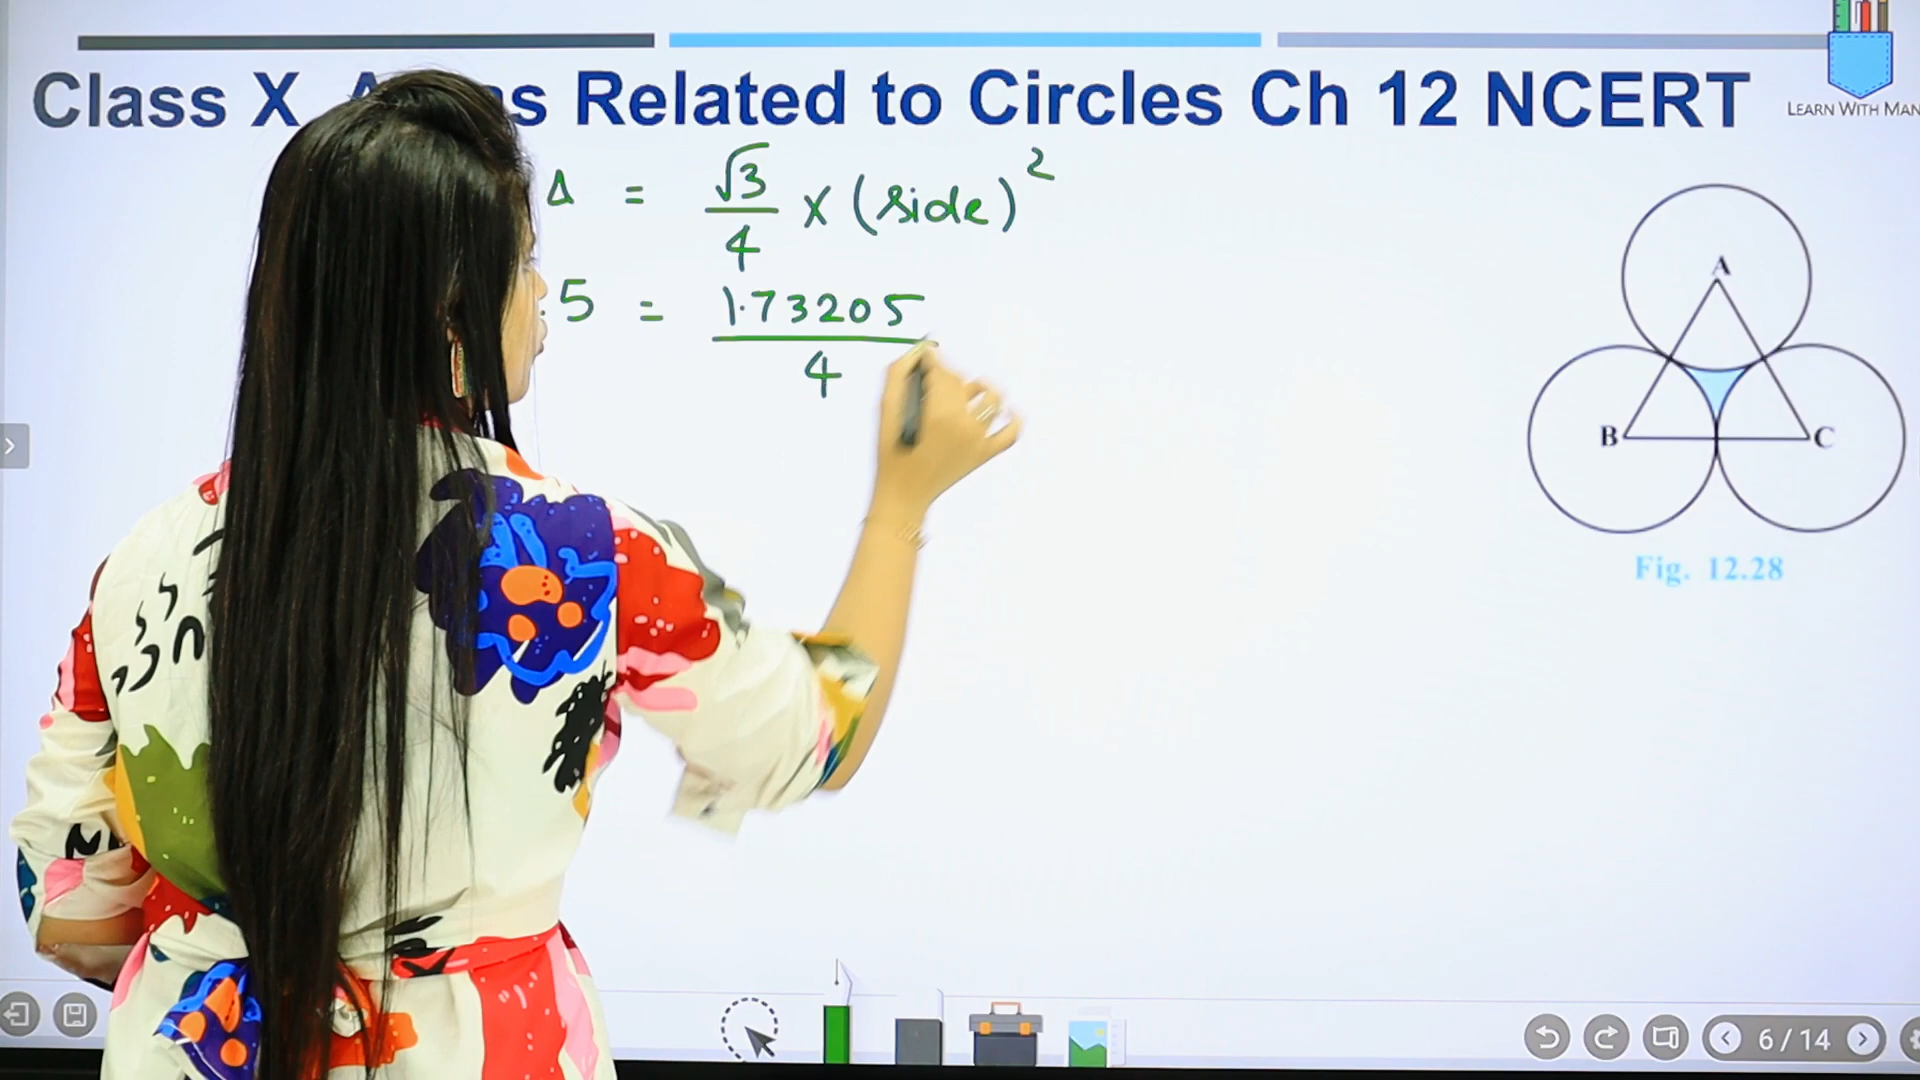 Class X Areas Related to Circles Ch 12 NCERT
LEARN WITH MAN
Δ = √3/4 x (side)²
.5 = 1.73205/4
A
B
C
Fig. 12.28
6 / 14